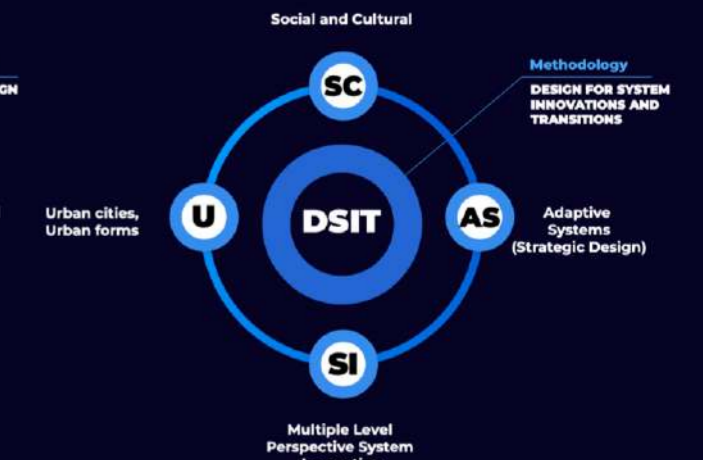 Social and Cultural
Methodology
DESIGN FOR SYSTEM
INNOVATIONS AND
TRANSITIONS
GN
SC
Urban cities,
Urban forms
U
DSIT
AS
Adaptive
Systems
(Strategic Design)
SI
Multiple Level
Perspective System